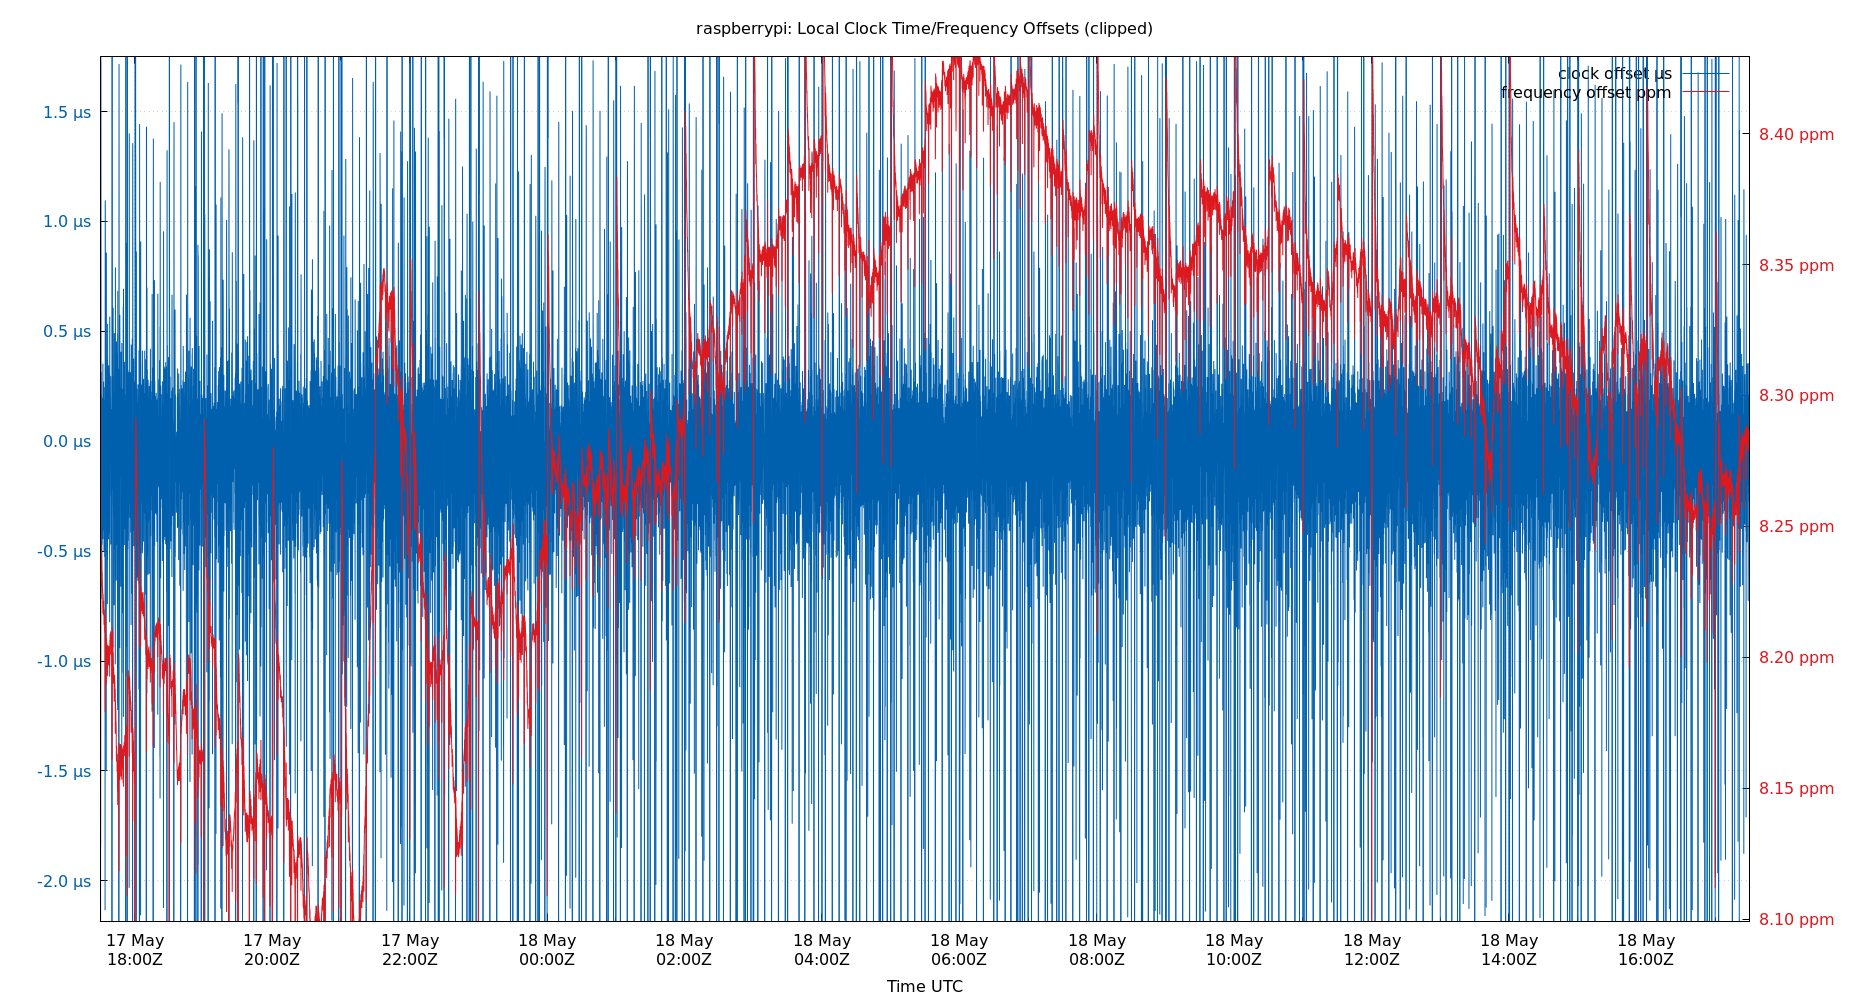 raspberrypi: Local Clock Time/Frequency Offsets (clipped)
clock offset µs
frequency offset ppm
1.5 µs
1.0 µs
0.5 µs
0.0 µs
-0.5 µs
-1.0 µs
-1.5 µs
-2.0 µs
8.40 ppm
8.35 ppm
8.30 ppm
8.25 ppm
8.20 ppm
8.15 ppm
8.10 ppm
17 May
18:00Z
17 May
20:00Z
17 May
22:00Z
18 May
00:00Z
18 May
02:00Z
18 May
04:00Z
18 May
06:00Z
18 May
08:00Z
18 May
10:00Z
18 May
12:00Z
18 May
14:00Z
18 May
16:00Z
Time UTC